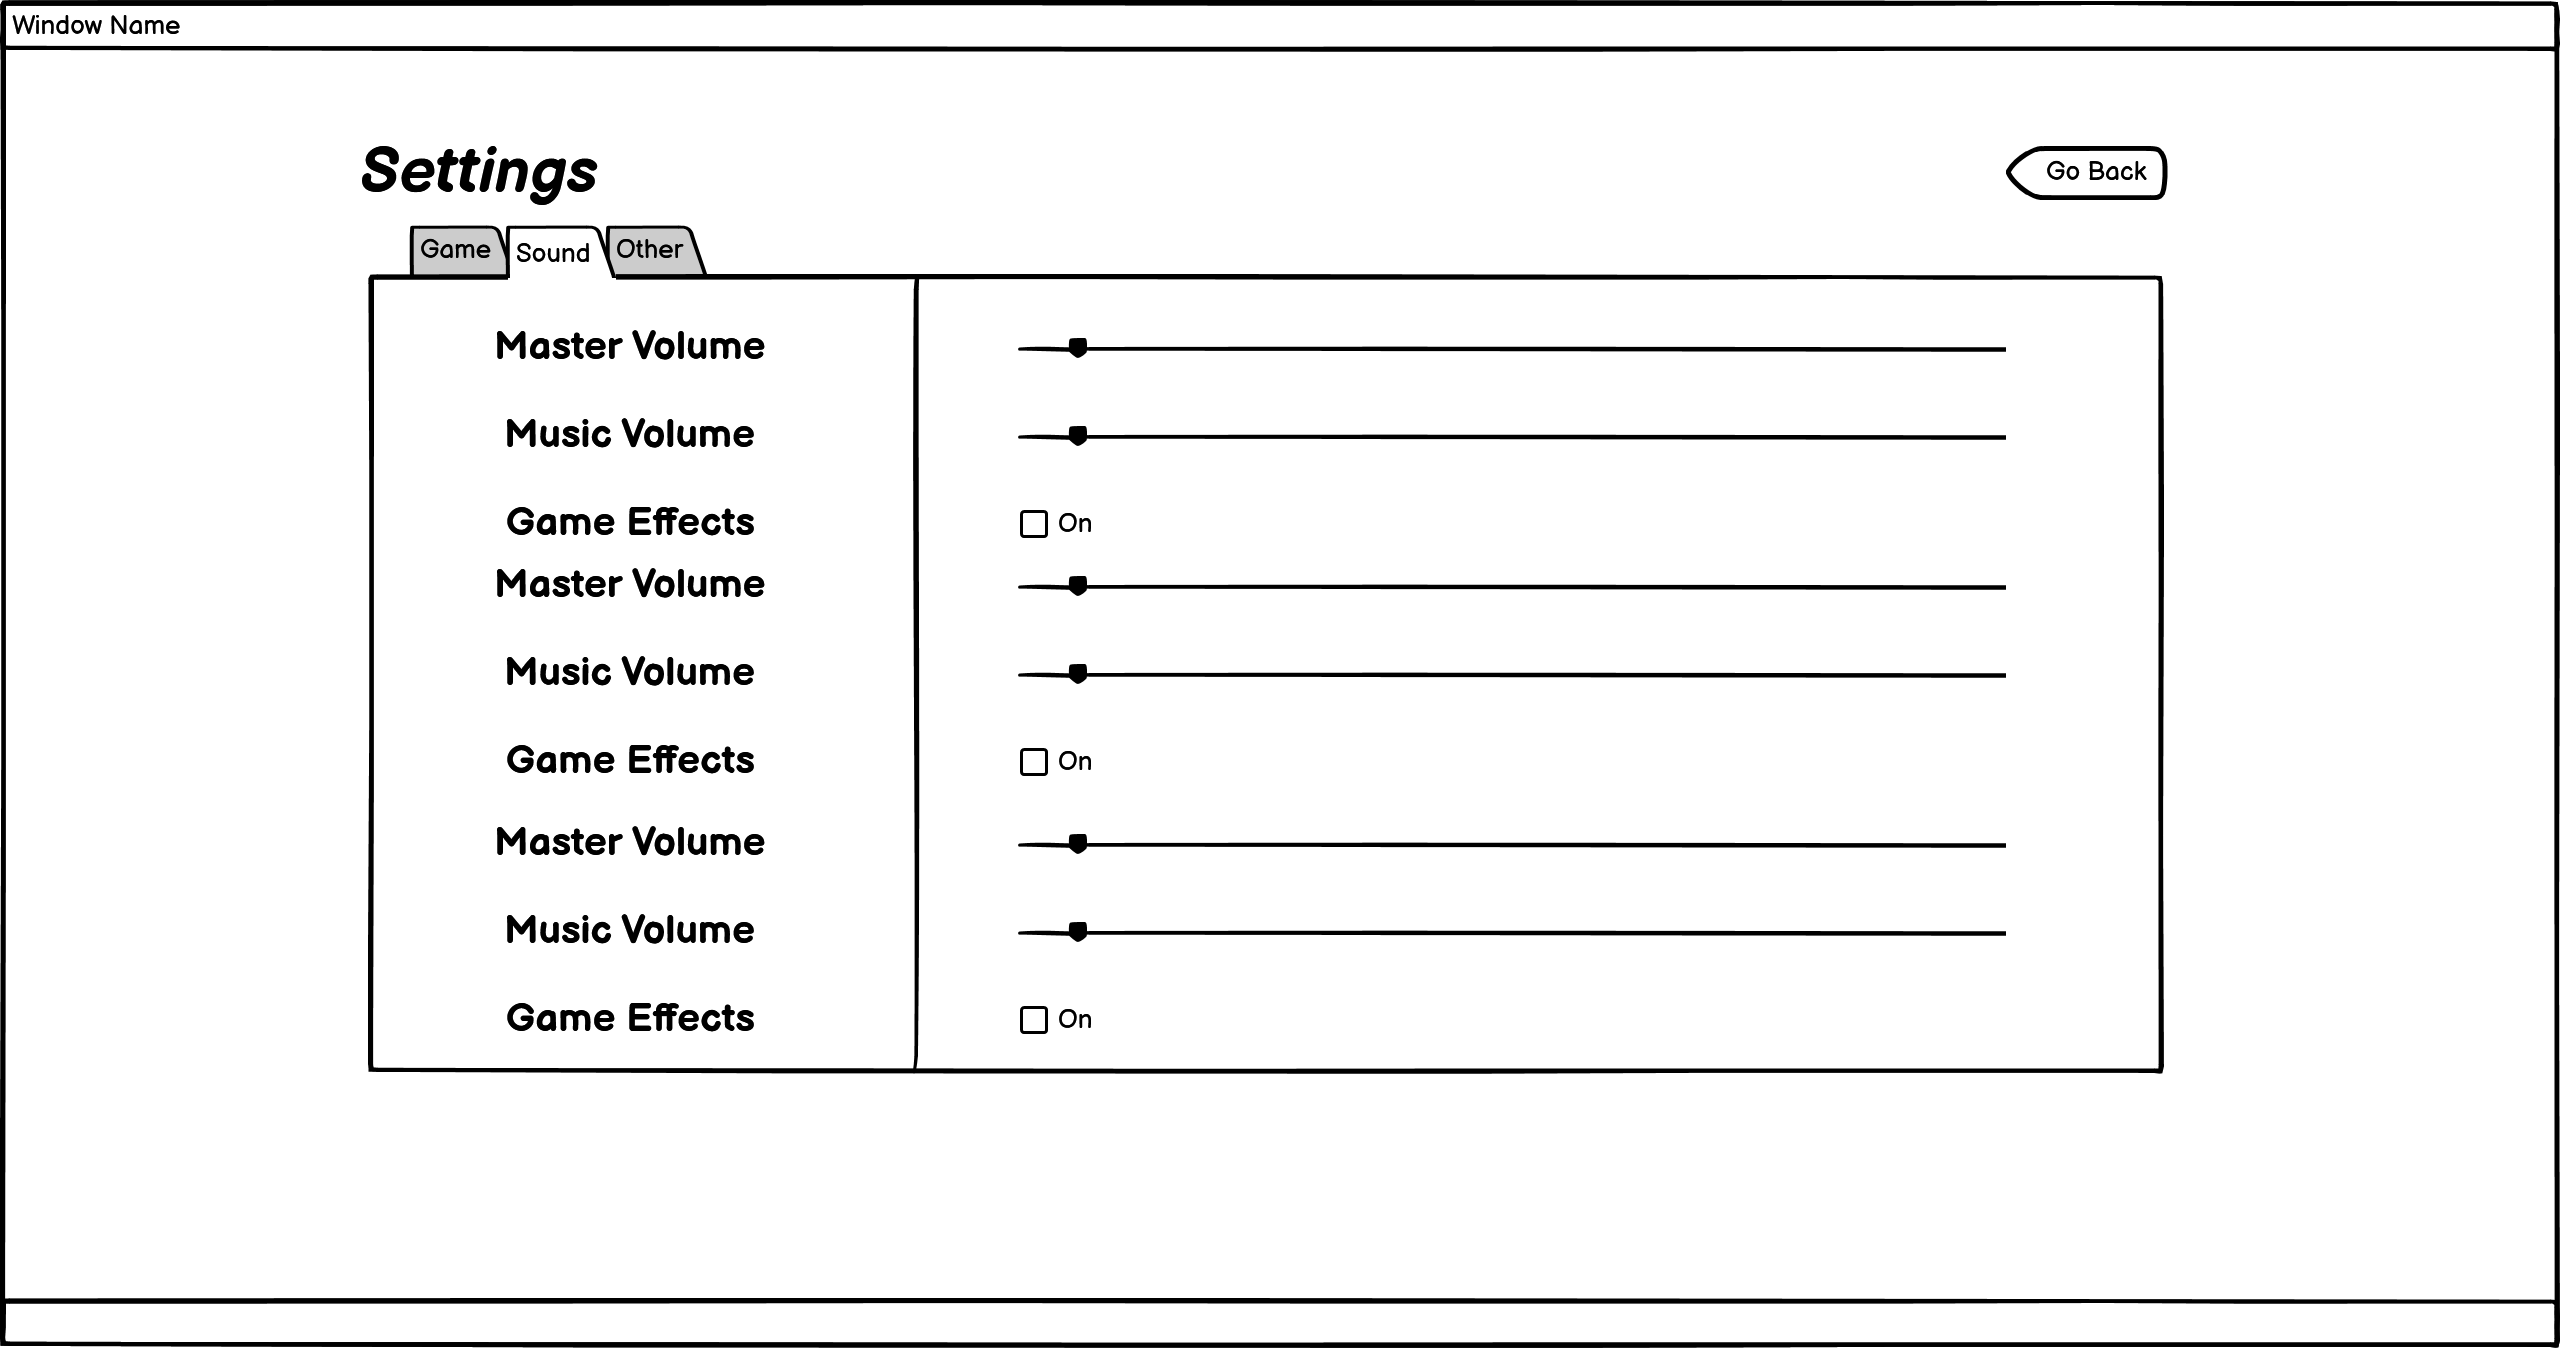 Window Name
Settings
Go Back
Game Sound Other
Master Volume
Music Volume
Game Effects On
Master Volume
Music Volume
Game Effects On
Master Volume
Music Volume
Game Effects On